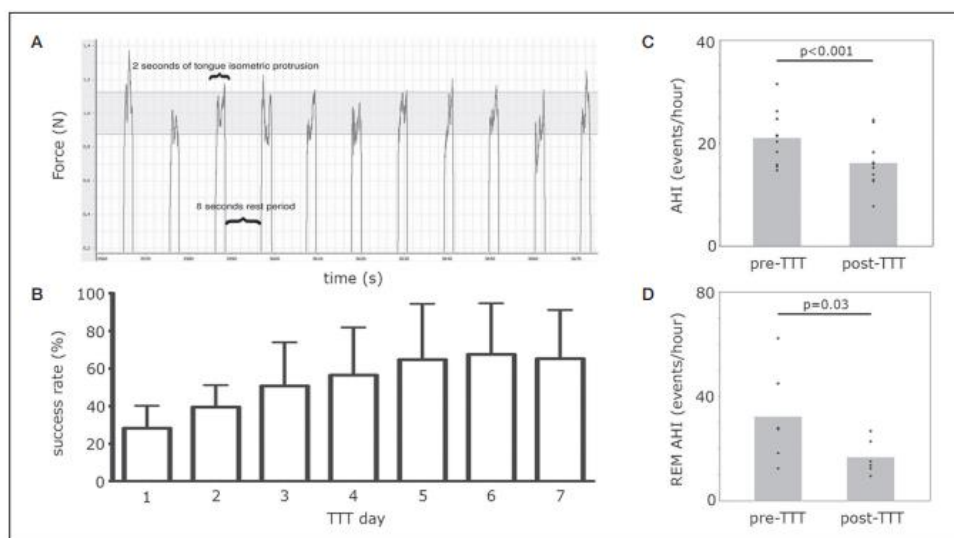 A
2 seconds of tongue isometric protrusion
8 seconds rest period
Force (N)
time (s)
B
100
80
60
40
20
0
success rate (%)
1 2 3 4 5 6 7
TTT day
C
p<0.001
40
20
0
AHI (events/hour)
pre-TTT post-TTT
D
p=0.03
80
40
0
REM AHI (events/hour)
pre-TTT post-TTT